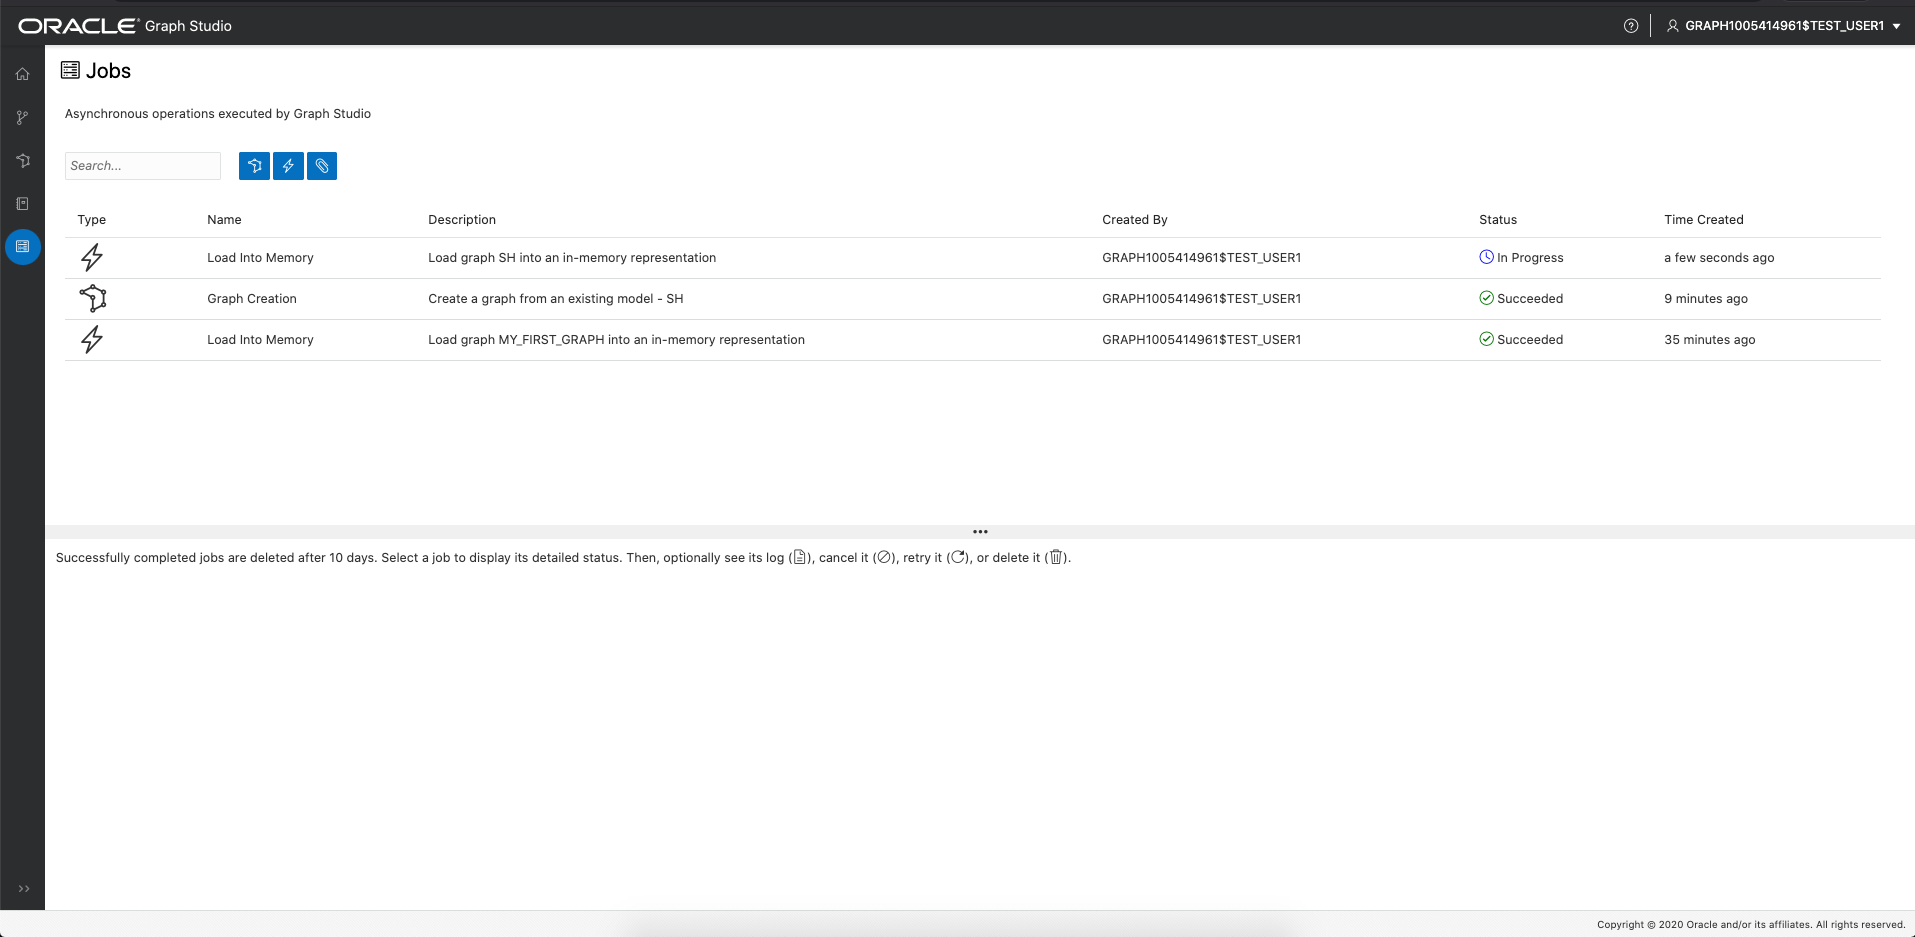 ORACLE® Graph Studio
GRAPH1005414961$TEST_USER1
Jobs
Asynchronous operations executed by Graph Studio
Search...
Type Name Description Created By Status Time Created
Load Into Memory Load graph SH into an in-memory representation GRAPH1005414961$TEST_USER1 In Progress a few seconds ago
Graph Creation Create a graph from an existing model - SH GRAPH1005414961$TEST_USER1 Succeeded 9 minutes ago
Load Into Memory Load graph MY_FIRST_GRAPH into an in-memory representation GRAPH1005414961$TEST_USER1 Succeeded 35 minutes ago
Successfully completed jobs are deleted after 10 days. Select a job to display its detailed status. Then, optionally see its log (), cancel it (), retry it (), or delete it ().
Copyright © 2020 Oracle and/or its affiliates. All rights reserved.